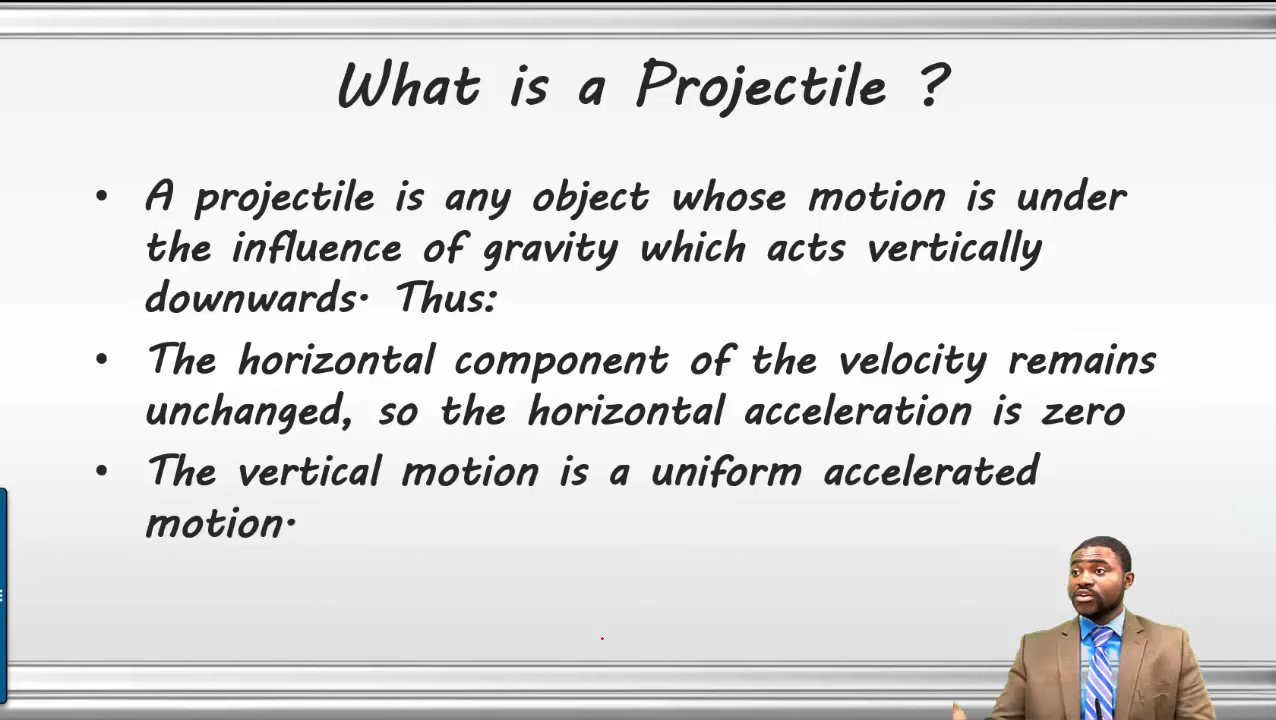 What is a Projectile ?
• A projectile is any object whose motion is under
the influence of gravity which acts vertically
downwards. Thus:
• The horizontal component of the velocity remains
unchanged, so the horizontal acceleration is zero
• The vertical motion is a uniform accelerated
motion.